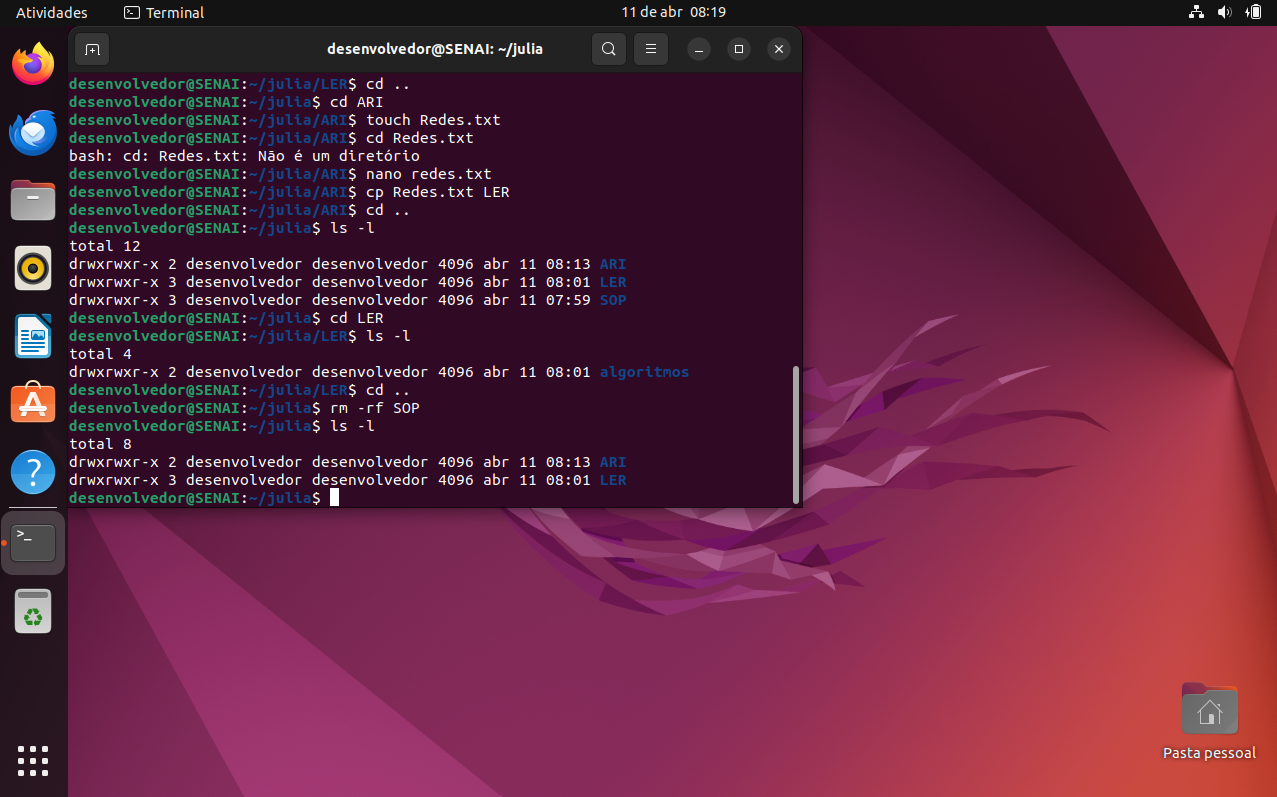 Atividades Terminal 11 de abr 08:19
desenvolvedor@SENAI: ~/julia
desenvolvedor@SENAI:~/julia/LER$ cd ..
desenvolvedor@SENAI:~/julia$ cd ARI
desenvolvedor@SENAI:~/julia/ARI$ touch Redes.txt
desenvolvedor@SENAI:~/julia/ARI$ cd Redes.txt
bash: cd: Redes.txt: Não é um diretório
desenvolvedor@SENAI:~/julia/ARI$ nano redes.txt
desenvolvedor@SENAI:~/julia/ARI$ cp Redes.txt LER
desenvolvedor@SENAI:~/julia/ARI$ cd ..
desenvolvedor@SENAI:~/julia$ ls -l
total 12
drwxrwxr-x 2 desenvolvedor desenvolvedor 4096 abr 11 08:13 ARI
drwxrwxr-x 3 desenvolvedor desenvolvedor 4096 abr 11 08:01 LER
drwxrwxr-x 3 desenvolvedor desenvolvedor 4096 abr 11 07:59 SOP
desenvolvedor@SENAI:~/julia$ cd LER
desenvolvedor@SENAI:~/julia/LER$ ls -l
total 4
drwxrwxr-x 2 desenvolvedor desenvolvedor 4096 abr 11 08:01 algoritmos
desenvolvedor@SENAI:~/julia/LER$ cd ..
desenvolvedor@SENAI:~/julia$ rm -rf SOP
desenvolvedor@SENAI:~/julia$ ls -l
total 8
drwxrwxr-x 2 desenvolvedor desenvolvedor 4096 abr 11 08:13 ARI
drwxrwxr-x 3 desenvolvedor desenvolvedor 4096 abr 11 08:01 LER
desenvolvedor@SENAI:~/julia$
Pasta pessoal